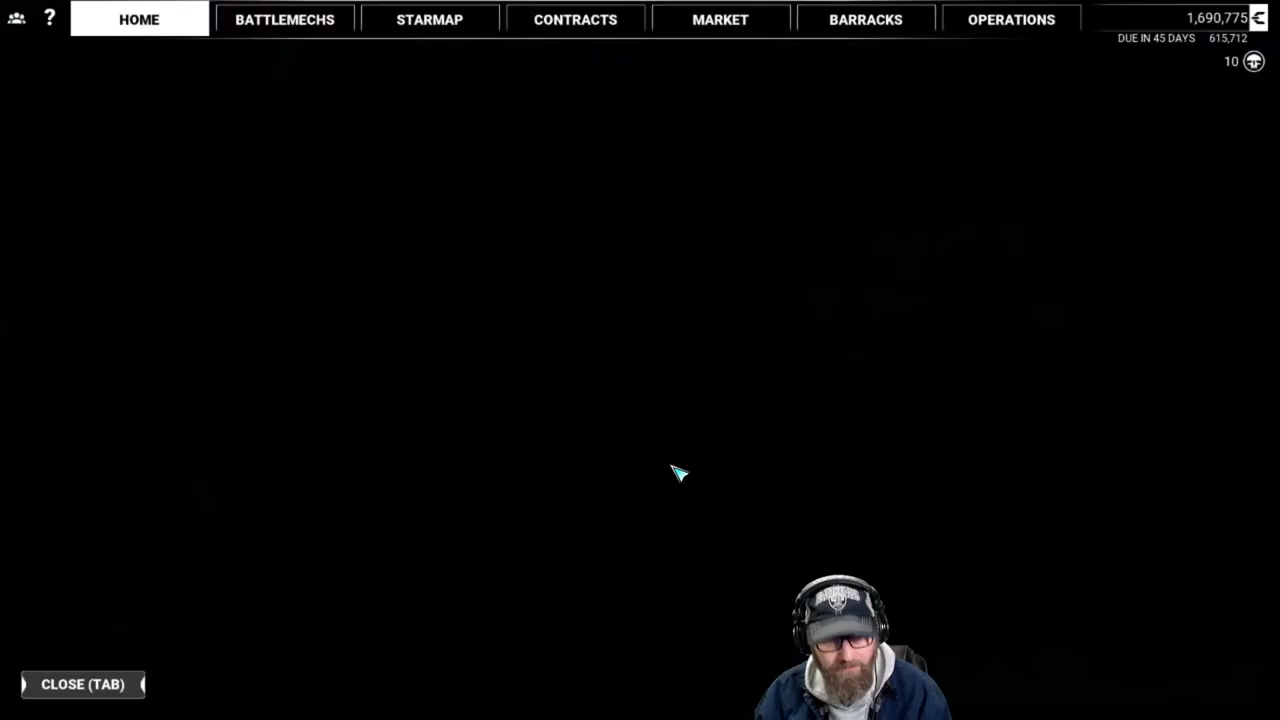 ?
HOME
BATTLEMECHS
STARMAP
CONTRACTS
MARKET
BARRACKS
OPERATIONS
1,690,775
DUE IN 45 DAYS 615,712
10
RAIDERS
CLOSE (TAB)